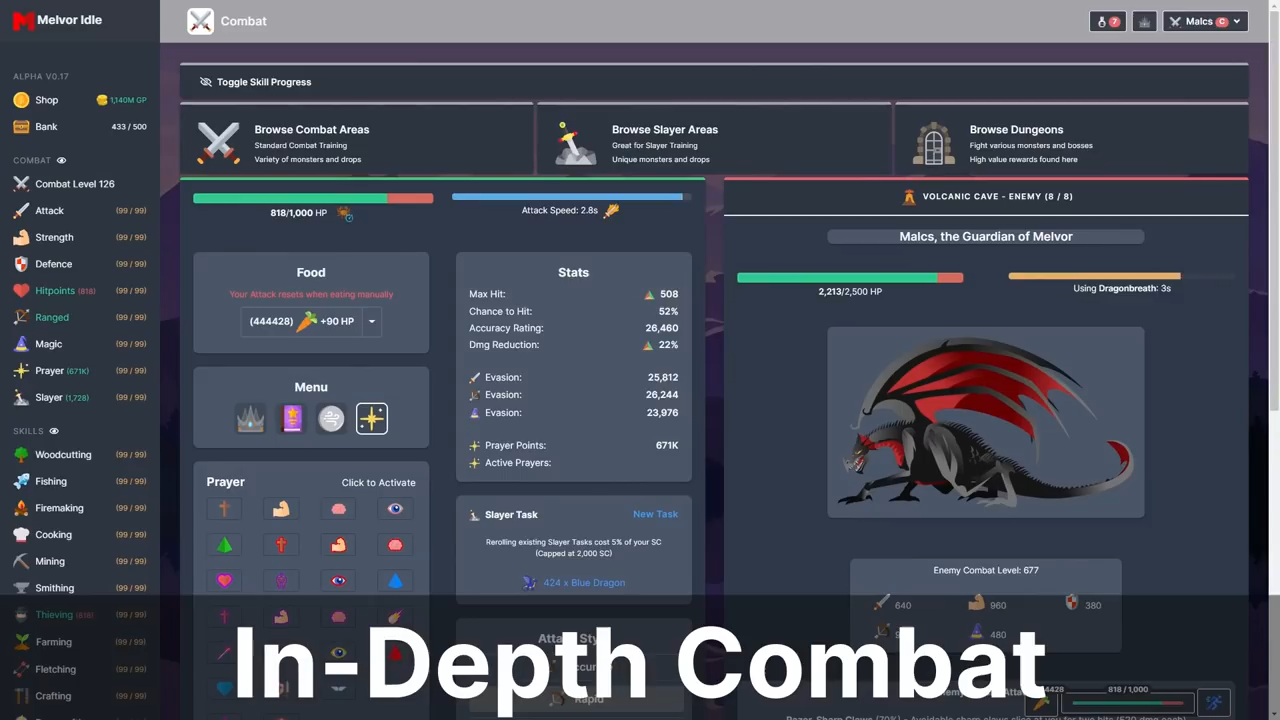 Melvor Idle
Combat
7
Malcs C
ALPHA V0.17
Shop 1,140M GP
Bank 433 / 500
COMBAT
Combat Level 126
Attack (99 / 99)
Strength (99 / 99)
Defence (99 / 99)
Hitpoints (818) (99 / 99)
Ranged (99 / 99)
Magic (99 / 99)
Prayer (671K) (99 / 99)
Slayer (1,728) (99 / 99)
SKILLS
Woodcutting (99 / 99)
Fishing (99 / 99)
Firemaking (99 / 99)
Cooking (99 / 99)
Mining (99 / 99)
Smithing (99 / 99)
Thieving (818) (99 / 99)
Farming (99 / 99)
Fletching (99 / 99)
Crafting (99 / 99)
Toggle Skill Progress
Browse Combat Areas
Standard Combat Training
Variety of monsters and drops
Browse Slayer Areas
Great for Slayer Training
Unique monsters and drops
Browse Dungeons
Fight various monsters and bosses
High value rewards found here
818/1,000 HP
Attack Speed: 2.8s
Food
Your Attack resets when eating manually
(444428) +90 HP
Menu
Prayer Click to Activate
Stats
Max Hit: 508
Chance to Hit: 52%
Accuracy Rating: 26,460
Dmg Reduction: 22%
Evasion: 25,812
Evasion: 26,244
Evasion: 23,976
Prayer Points: 671K
Active Prayers:
Slayer Task New Task
Rerolling existing Slayer Tasks cost 5% of your SC
(Capped at 2,000 SC)
424 x Blue Dragon
Rapid
VOLCANIC CAVE - ENEMY (8 / 8)
Malcs, the Guardian of Melvor
2,213/2,500 HP
Using Dragonbreath: 3s
Enemy Combat Level: 677
640 960 380
480
818 / 1,000
In-Depth Combat